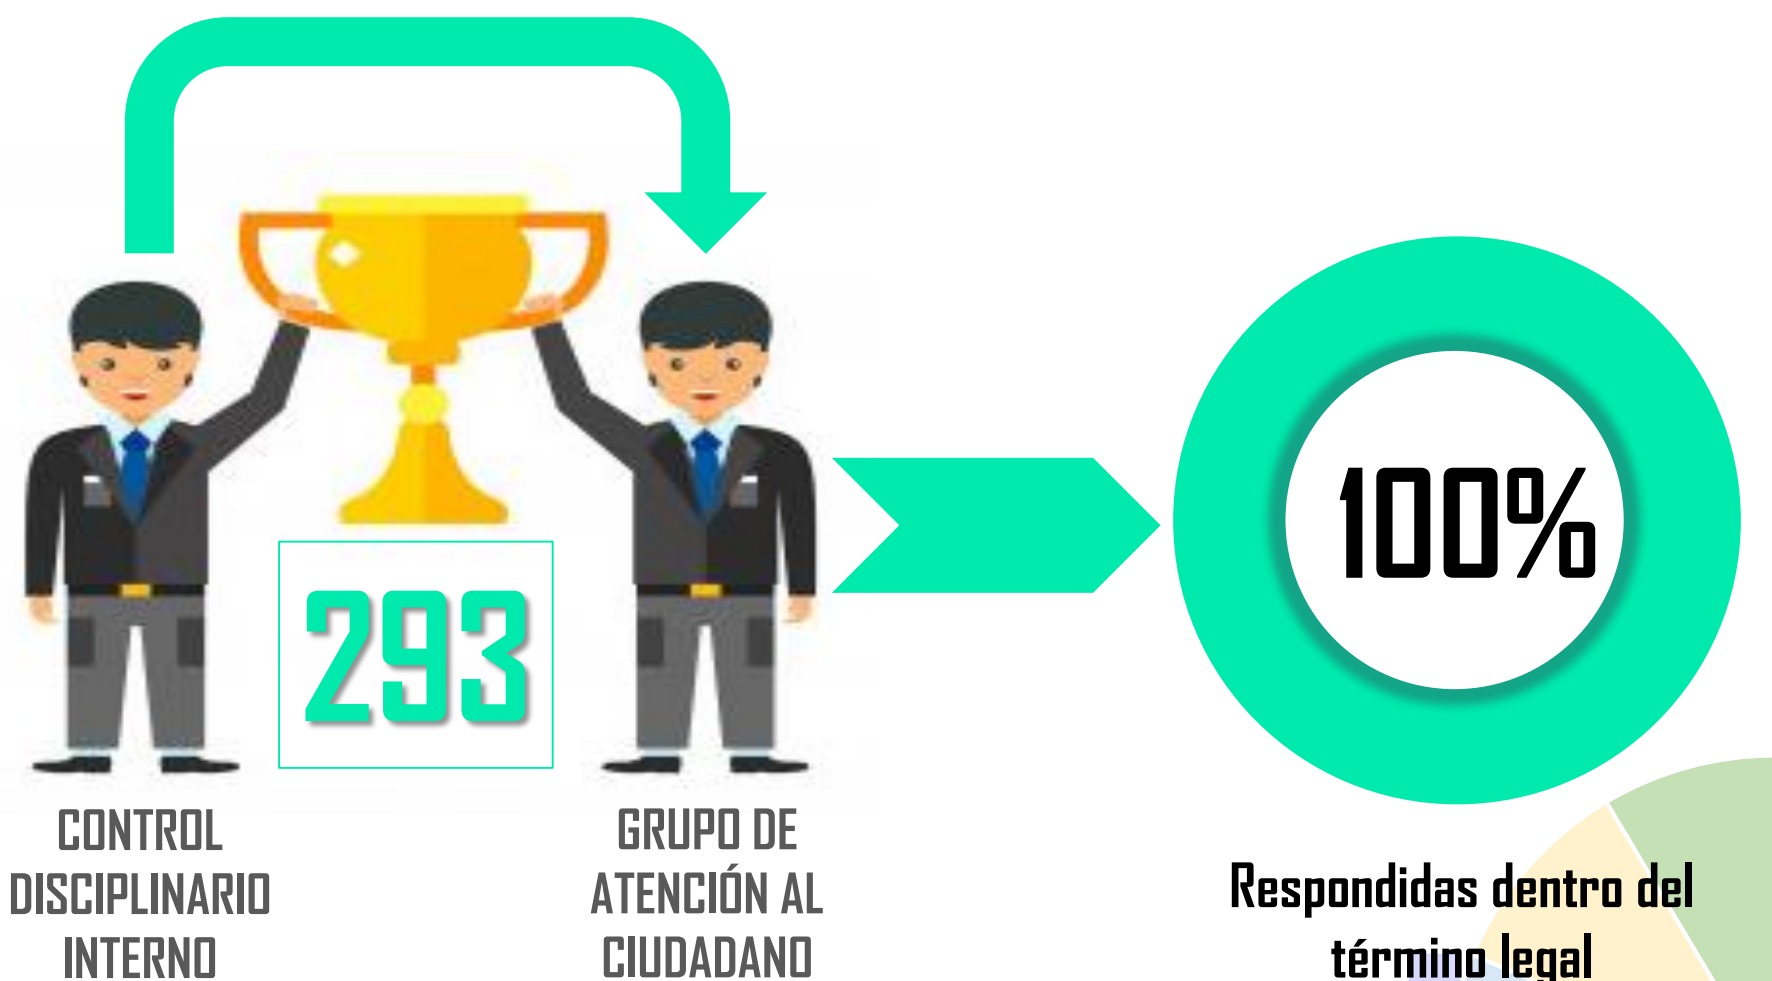 293
CONTROL
DISCIPLINARIO
INTERNO
GRUPO DE
ATENCIÓN AL
CIUDADANO
100%
Respondidas dentro del
término legal